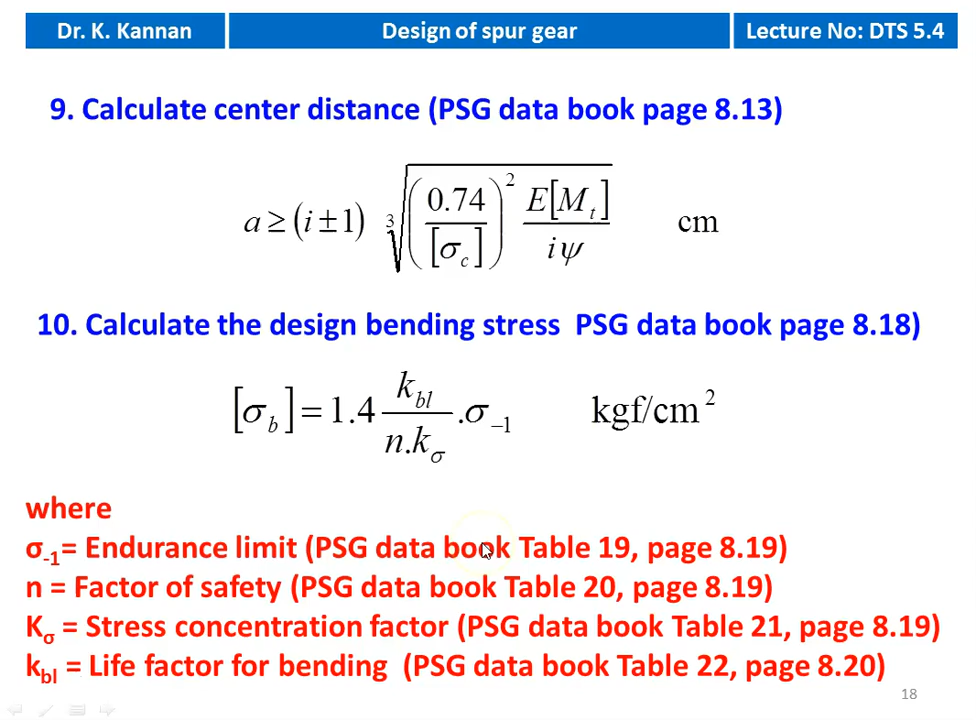 Dr. K. Kannan Design of spur gear Lecture No: DTS 5.4
9. Calculate center distance (PSG data book page 8.13)
a ≥ (i ± 1) ∛((0.74/[σc])² E[Mt]/(iψ)) cm
10. Calculate the design bending stress PSG data book page 8.18)
[σb] = 1.4 kbl/(n.kσ) .σ₋₁ kgf/cm²
where
σ-1= Endurance limit (PSG data book Table 19, page 8.19)
n = Factor of safety (PSG data book Table 20, page 8.19)
Kσ = Stress concentration factor (PSG data book Table 21, page 8.19)
kbl = Life factor for bending (PSG data book Table 22, page 8.20)
18